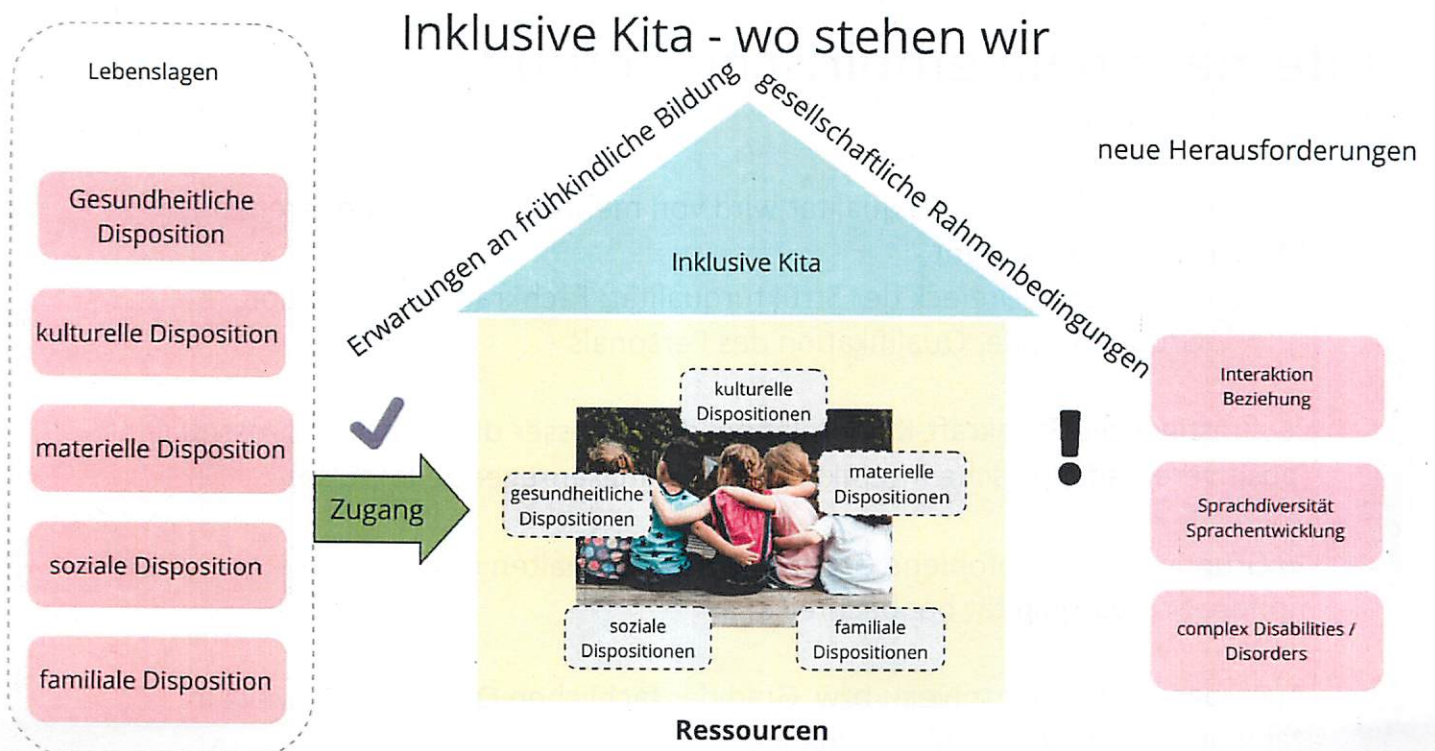 Inklusive Kita - wo stehen wir
Lebenslagen
Gesundheitliche
Disposition
kulturelle Disposition
materielle Disposition
soziale Disposition
familiale Disposition
Zugang
Erwartungen an frühkindliche Bildung
gesellschaftliche Rahmenbedingungen
Inklusive Kita
kulturelle
Dispositionen
gesundheitliche
Dispositionen
materielle
Dispositionen
soziale
Dispositionen
familiale
Dispositionen
Ressourcen
!
neue Herausforderungen
Interaktion
Beziehung
Sprachdiversität
Sprachentwicklung
complex Disabilities /
Disorders